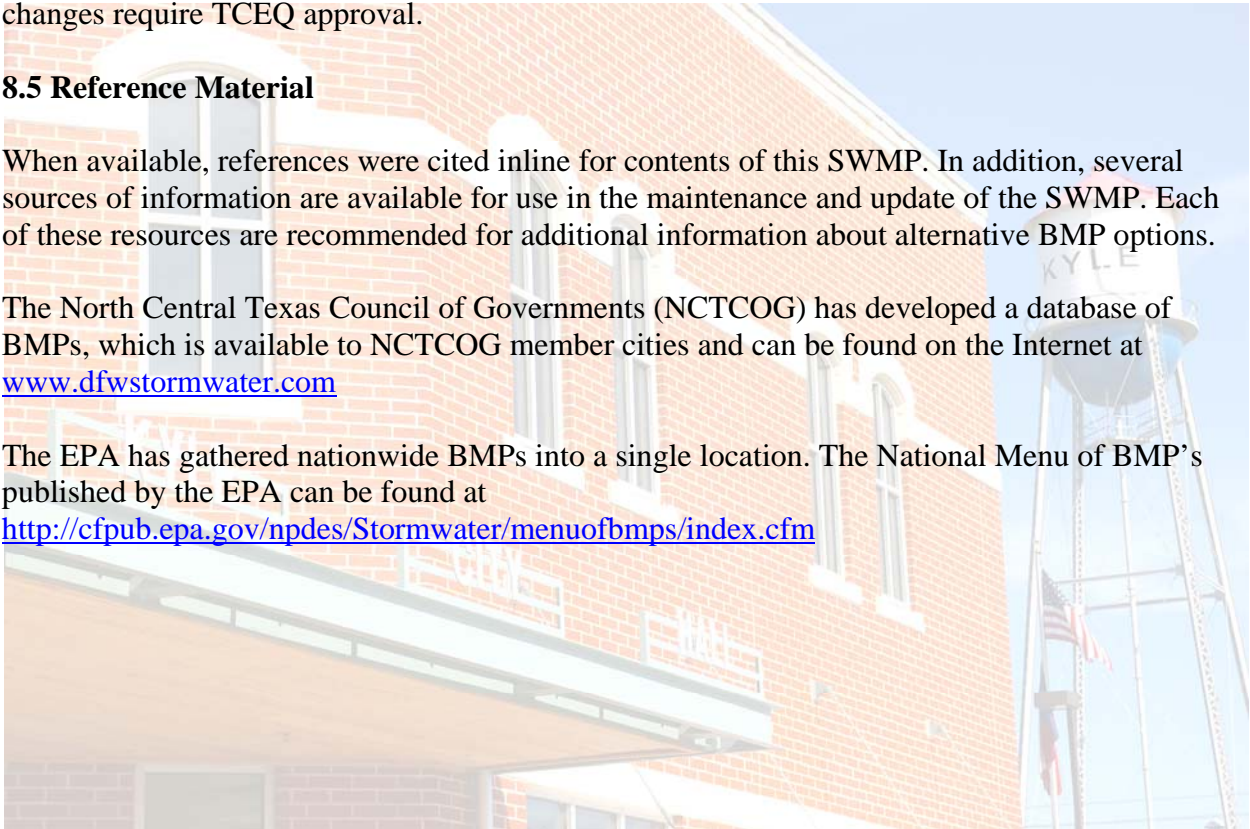 changes require TCEQ approval.
8.5 Reference Material
When available, references were cited inline for contents of this SWMP. In addition, several
sources of information are available for use in the maintenance and update of the SWMP. Each
of these resources are recommended for additional information about alternative BMP options.
The North Central Texas Council of Governments (NCTCOG) has developed a database of
BMPs, which is available to NCTCOG member cities and can be found on the Internet at
www.dfwstormwater.com
The EPA has gathered nationwide BMPs into a single location. The National Menu of BMP’s
published by the EPA can be found at
http://cfpub.epa.gov/npdes/Stormwater/menuofbmps/index.cfm
KYLE
KYLE
CITY
HALL